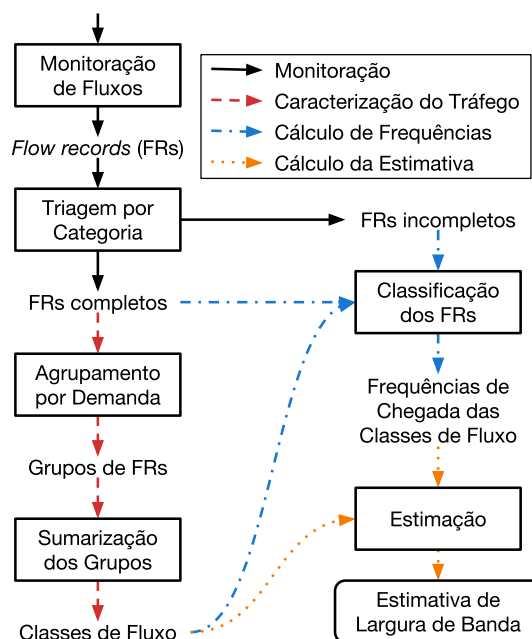 Monitoração
de Fluxos
Monitoração
Caracterização do Tráfego
Cálculo de Frequências
Cálculo da Estimativa
Flow records (FRs)
Triagem por
Categoria
FRs incompletos
FRs completos
Classificação
dos FRs
Agrupamento
por Demanda
Frequências de
Chegada das
Classes de Fluxo
Grupos de FRs
Sumarização
dos Grupos
Estimação
Estimativa de
Largura de Banda
Classes de Fluxo